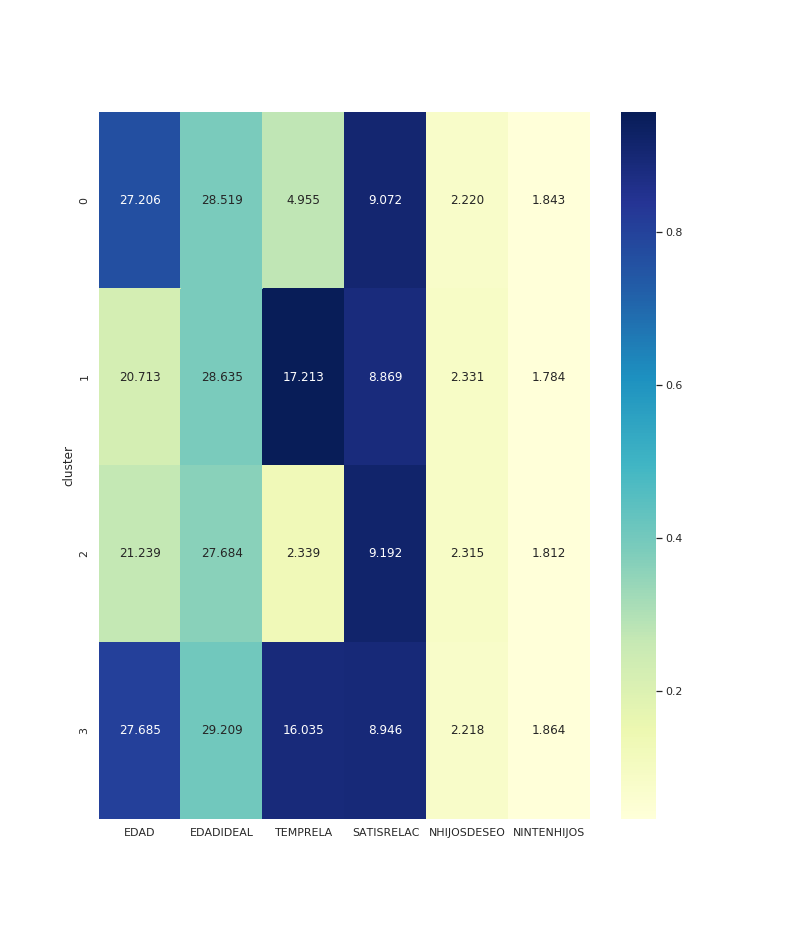 27.206 28.519 4.955 9.072 2.220 1.843
0
0.8
20.713 28.635 17.213 8.869 2.331 1.784
1
0.6
cluster
21.239 27.684 2.339 9.192 2.315 1.812
2
0.4
0.2
27.685 29.209 16.035 8.946 2.218 1.864
3
EDAD EDADIDEAL TEMPRELA SATISRELAC NHIJOSDESEO NINTENHIJOS